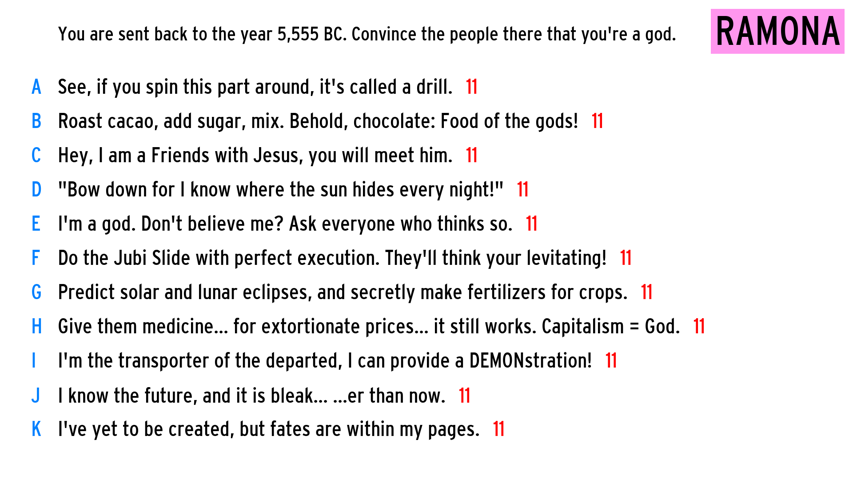 You are sent back to the year 5,555 BC. Convince the people there that you're a god.
RAMONA
A See, if you spin this part around, it's called a drill. 11
B Roast cacao, add sugar, mix. Behold, chocolate: Food of the gods! 11
C Hey, I am a Friends with Jesus, you will meet him. 11
D "Bow down for I know where the sun hides every night!" 11
E I'm a god. Don't believe me? Ask everyone who thinks so. 11
F Do the Jubi Slide with perfect execution. They'll think your levitating! 11
G Predict solar and lunar eclipses, and secretly make fertilizers for crops. 11
H Give them medicine... for extortionate prices... it still works. Capitalism = God. 11
I I'm the transporter of the departed, I can provide a DEMONstration! 11
J I know the future, and it is bleak... ...er than now. 11
K I've yet to be created, but fates are within my pages. 11